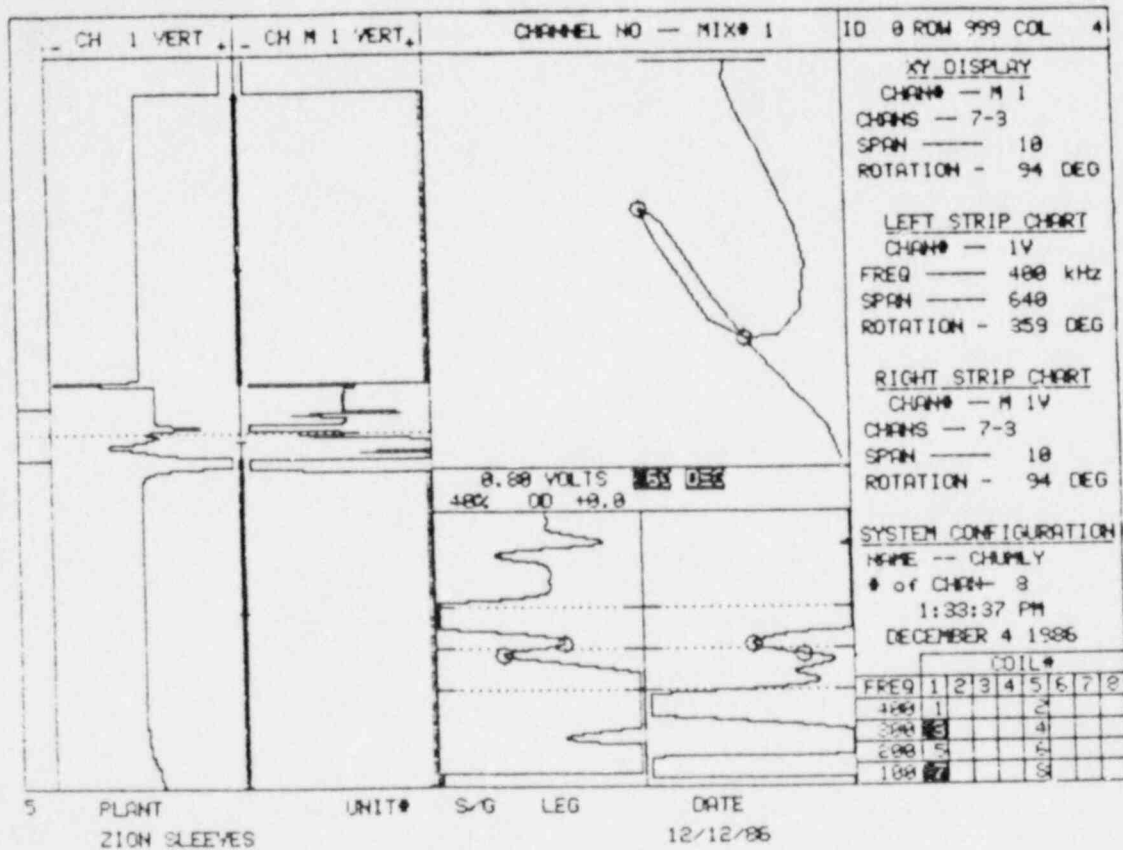 - CH 1 VERT +
- CH M 1 VERT +
CHANNEL NO — MIX# 1
ID 0 ROW 999 COL 4
XY DISPLAY
CHAN# — M 1
CHANS — 7-3
SPAN —— 10
ROTATION - 94 DEG
LEFT STRIP CHART
CHAN# — 1V
FREQ —— 400 kHz
SPAN —— 640
ROTATION - 359 DEG
RIGHT STRIP CHART
CHAN# — M 1V
CHANS — 7-3
SPAN —— 10
ROTATION - 94 DEG
0.80 VOLTS
40% OD +0.0
SYSTEM CONFIGURATION
NAME -- CHUMLY
# of CHAN- 8
1:33:37 PM
DECEMBER 4 1986
COIL#
FREQ 1 2 3 4 5 6 7 8
400 1 2
300 4
200 5
100 7 8
5 PLANT UNIT# S/G LEG DATE
ZION SLEEVES 12/12/86